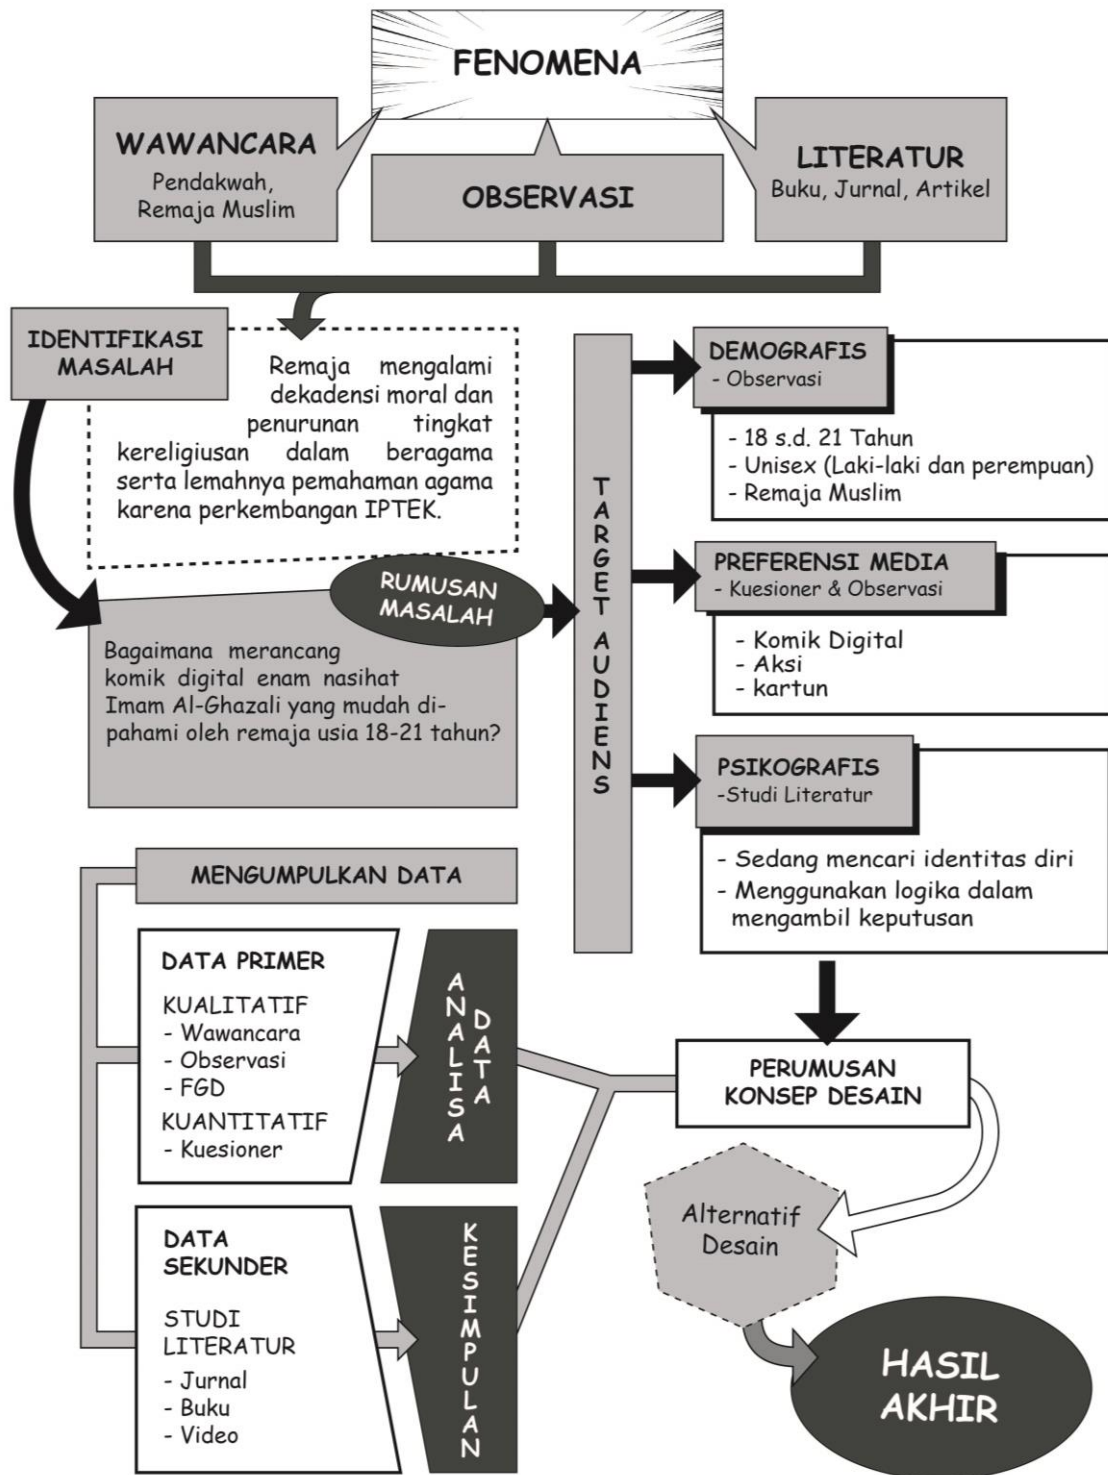 FENOMENA
WAWANCARA
Pendakwah,
Remaja Muslim
OBSERVASI
LITERATUR
Buku, Jurnal, Artikel
IDENTIFIKASI
MASALAH
Remaja mengalami
dekadensi moral dan
penurunan tingkat
kereligiusan dalam beragama
serta lemahnya pemahaman agama
karena perkembangan IPTEK.
RUMUSAN
MASALAH
Bagaimana merancang
komik digital enam nasihat
Imam Al-Ghazali yang mudah di-
pahami oleh remaja usia 18-21 tahun?
TARGET AUDIENS
DEMOGRAFIS
- Observasi
- 18 s.d. 21 Tahun
- Unisex (Laki-laki dan perempuan)
- Remaja Muslim
PREFERENSI MEDIA
- Kuesioner & Observasi
- Komik Digital
- Aksi
- kartun
PSIKOGRAFIS
-Studi Literatur
- Sedang mencari identitas diri
- Menggunakan logika dalam
mengambil keputusan
MENGUMPULKAN DATA
DATA PRIMER
KUALITATIF
- Wawancara
- Observasi
- FGD
KUANTITATIF
- Kuesioner
ANALISA
DATA
DATA
SEKUNDER
STUDI
LITERATUR
- Jurnal
- Buku
- Video
KESIMPULAN
PERUMUSAN
KONSEP DESAIN
Alternatif
Desain
HASIL
AKHIR